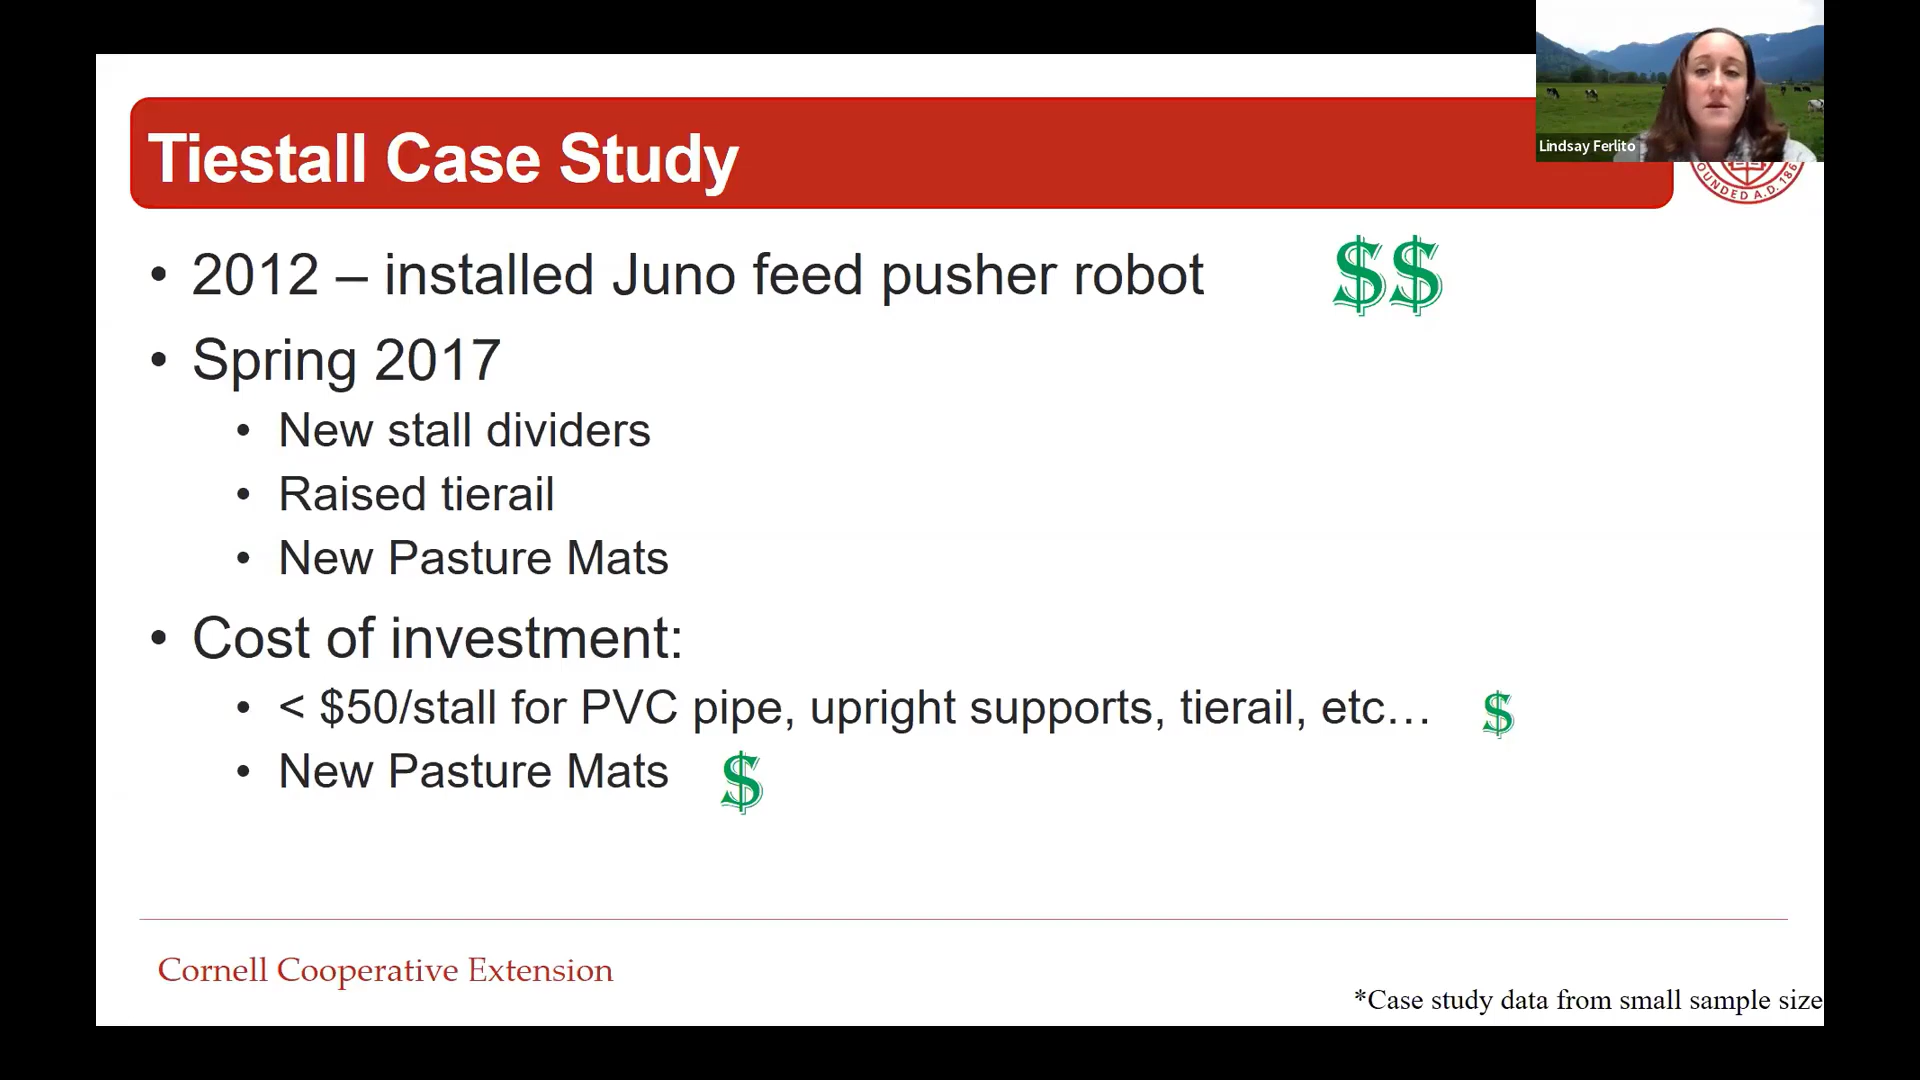 Tiestall Case Study
Lindsay Ferlito
OUNDED A.D. 186
• 2012 – installed Juno feed pusher robot $$
• Spring 2017
• New stall dividers
• Raised tierail
• New Pasture Mats
• Cost of investment:
• < $50/stall for PVC pipe, upright supports, tierail, etc… $
• New Pasture Mats $
Cornell Cooperative Extension
*Case study data from small sample size